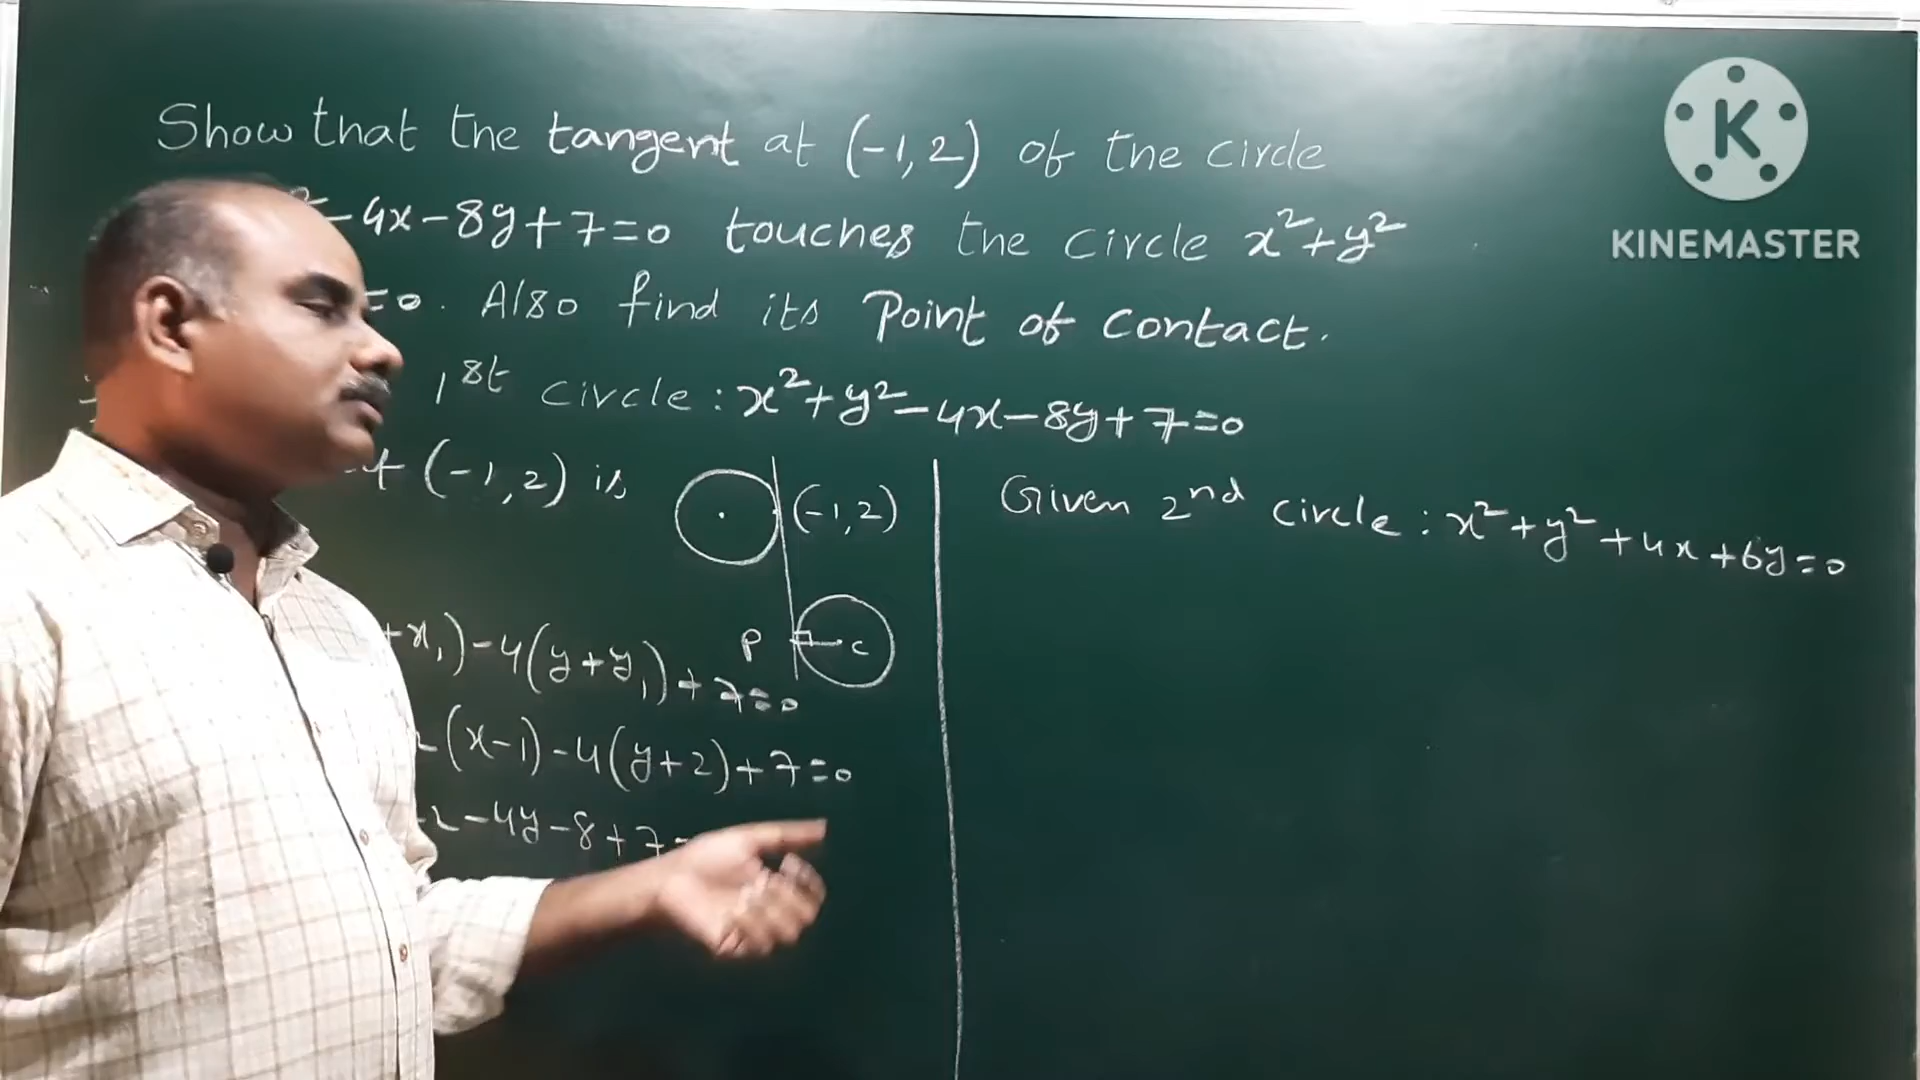 Show that the tangent at (-1, 2) of the circle
- 4x - 8y + 7 = 0 touches the circle x² + y²
= 0. Also find its Point of contact.
1st circle : x² + y² - 4x - 8y + 7 = 0
(-1, 2) is
(-1, 2)
P
C
+ x₁) - 4(y + y₁) + 7 = 0
(x - 1) - 4(y + 2) + 7 = 0
2 - 4y - 8 + 7
Given 2nd circle : x² + y² + 4x + 6y = 0
K
KINEMASTER